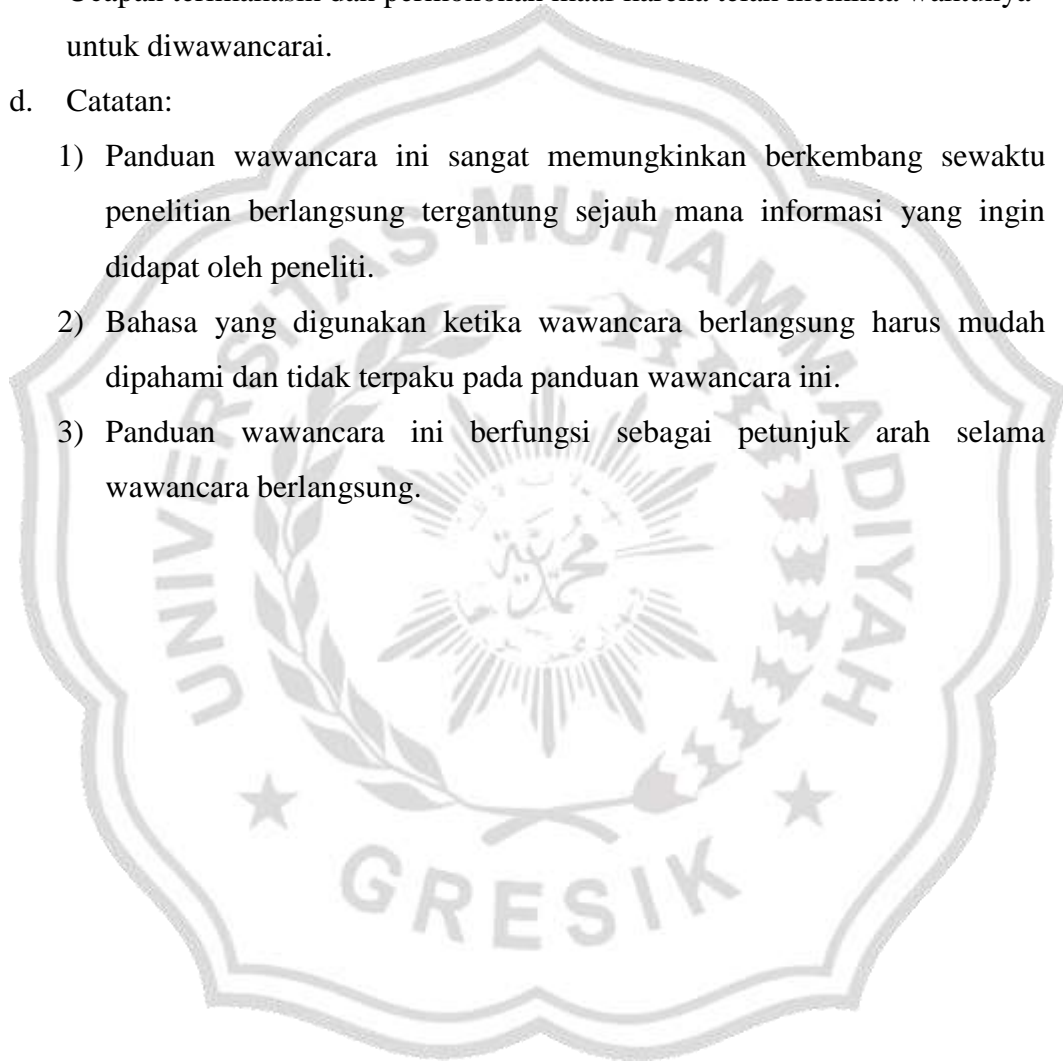 untuk diwawancarai.
d. Catatan:
1) Panduan wawancara ini sangat memungkinkan berkembang sewaktu
penelitian berlangsung tergantung sejauh mana informasi yang ingin
didapat oleh peneliti.
2) Bahasa yang digunakan ketika wawancara berlangsung harus mudah
dipahami dan tidak terpaku pada panduan wawancara ini.
3) Panduan wawancara ini berfungsi sebagai petunjuk arah selama
wawancara berlangsung.
UNIVERSITAS MUHAMMADIYAH
GRESIK